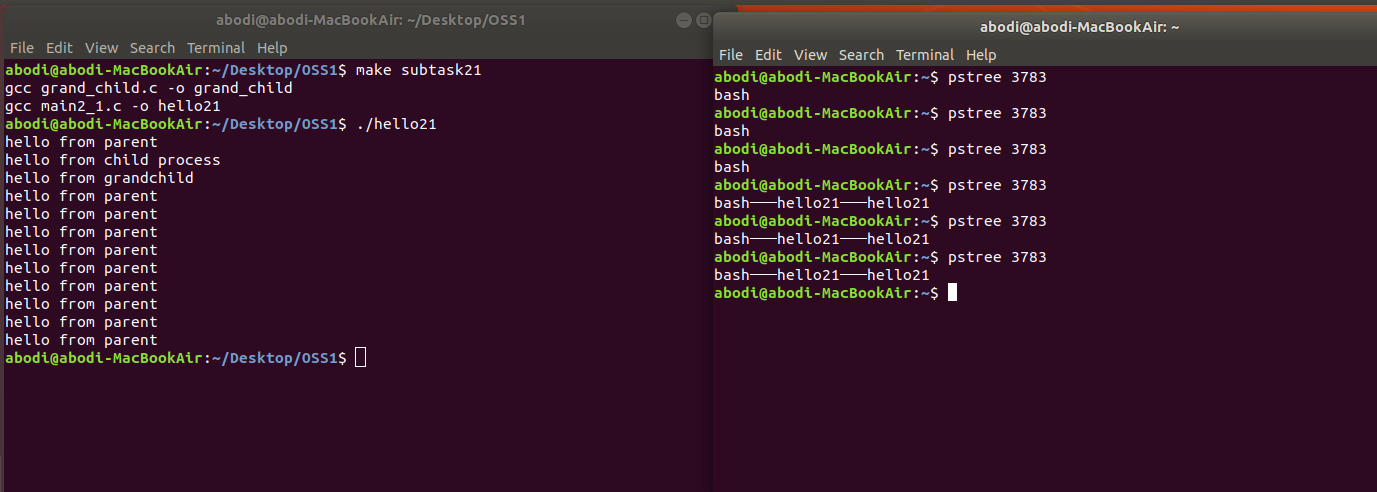 abodi@abodi-MacBookAir: ~/Desktop/OSS1
File Edit View Search Terminal Help
abodi@abodi-MacBookAir:~/Desktop/OSS1$ make subtask21
gcc grand_child.c -o grand_child
gcc main2_1.c -o hello21
abodi@abodi-MacBookAir:~/Desktop/OSS1$ ./hello21
hello from parent
hello from child process
hello from grandchild
hello from parent
hello from parent
hello from parent
hello from parent
hello from parent
hello from parent
hello from parent
hello from parent
hello from parent
abodi@abodi-MacBookAir:~/Desktop/OSS1$
abodi@abodi-MacBookAir: ~
File Edit View Search Terminal Help
abodi@abodi-MacBookAir:~$ pstree 3783
bash
abodi@abodi-MacBookAir:~$ pstree 3783
bash
abodi@abodi-MacBookAir:~$ pstree 3783
bash
abodi@abodi-MacBookAir:~$ pstree 3783
bash───hello21───hello21
abodi@abodi-MacBookAir:~$ pstree 3783
bash───hello21───hello21
abodi@abodi-MacBookAir:~$ pstree 3783
bash───hello21───hello21
abodi@abodi-MacBookAir:~$